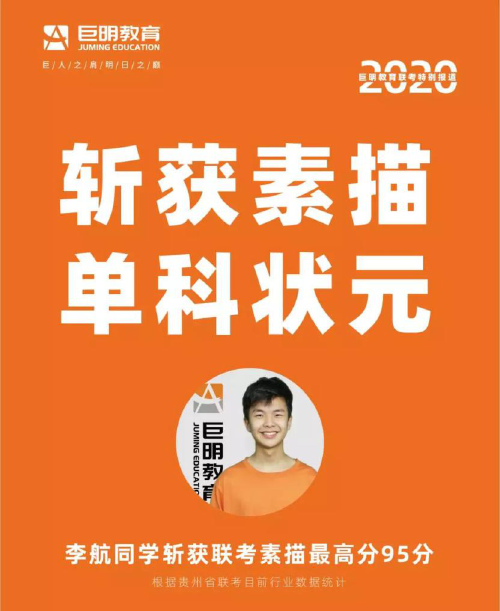 巨明教育
JUMING EDUCATION
巨/人/之/肩/明/日/之/巅
2020
巨明教育联考特别报道
斩获素描
单科状元
巨明教育
JUMING EDUCATION
李航同学斩获联考素描最高分95分
根据贵州省联考目前行业数据统计